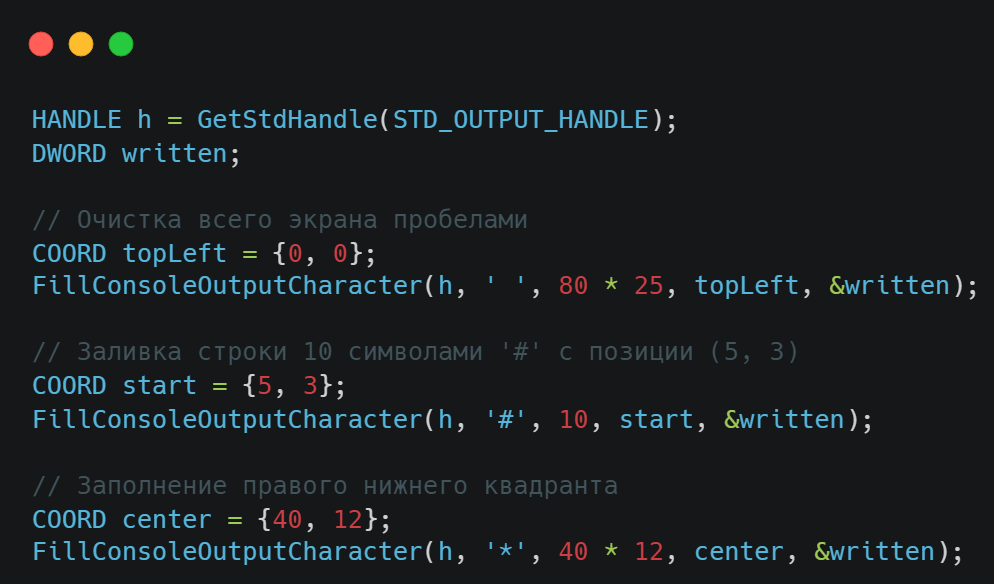 HANDLE h = GetStdHandle(STD_OUTPUT_HANDLE);
DWORD written;
// Очистка всего экрана пробелами
COORD topLeft = {0, 0};
FillConsoleOutputCharacter(h, ' ', 80 * 25, topLeft, &written);
// Заливка строки 10 символами '#' с позиции (5, 3)
COORD start = {5, 3};
FillConsoleOutputCharacter(h, '#', 10, start, &written);
// Заполнение правого нижнего квадранта
COORD center = {40, 12};
FillConsoleOutputCharacter(h, '*', 40 * 12, center, &written);